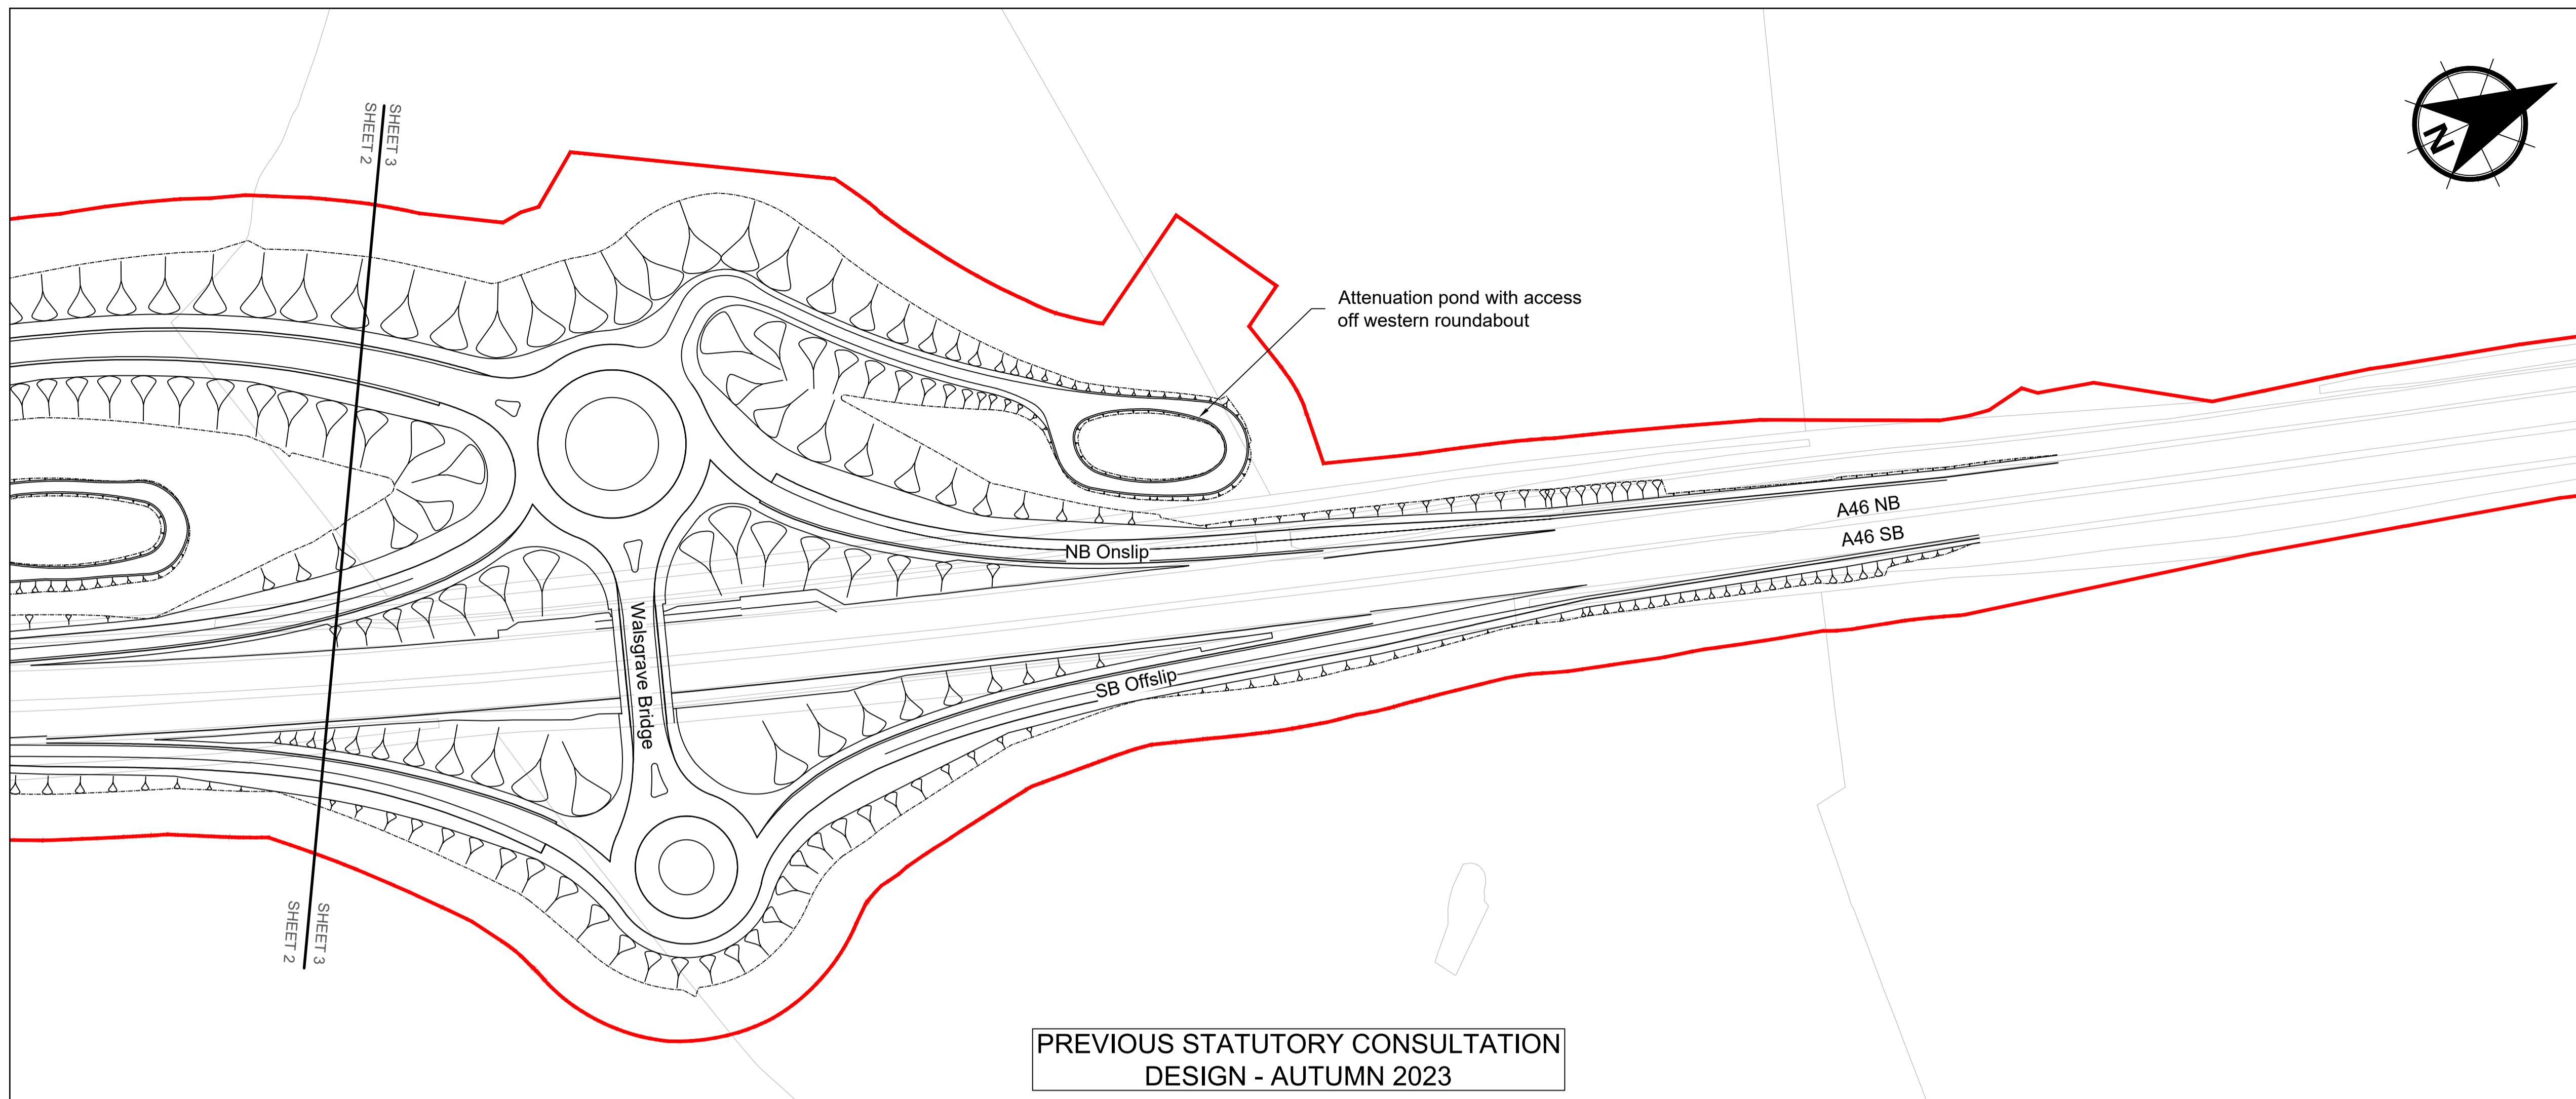 SHEET 3
SHEET 2
N
Attenuation pond with access
off western roundabout
A46 NB
A46 SB
NB Onslip
Walsgrave Bridge
SB Offslip
SHEET 3
SHEET 2
PREVIOUS STATUTORY CONSULTATION
DESIGN - AUTUMN 2023